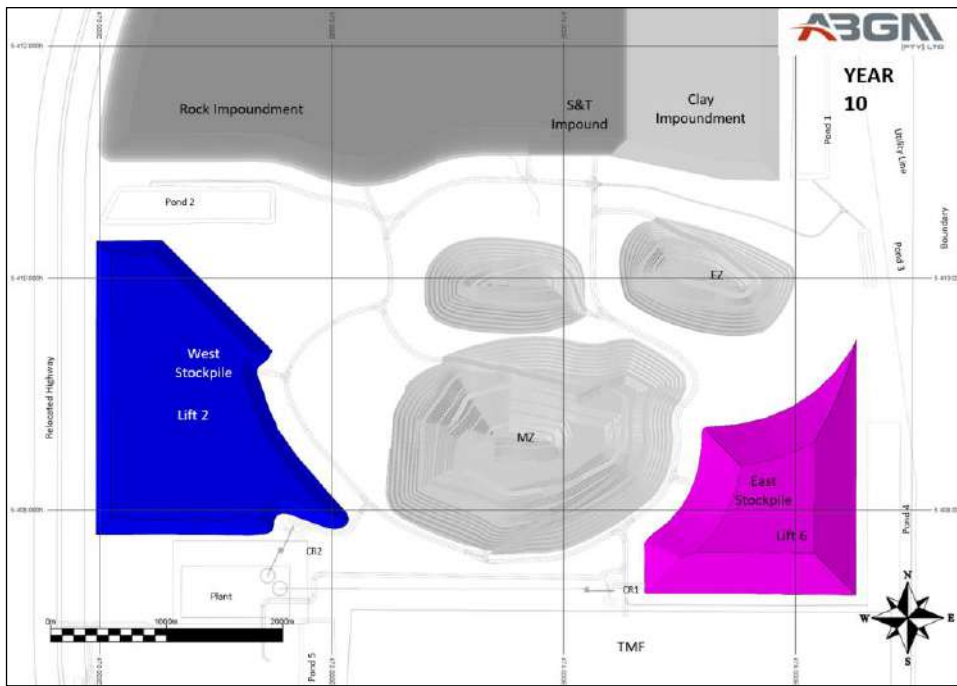 ABGM
(PTY) LTD
YEAR
10
Rock Impoundment
S&T
Impound
Clay
Impoundment
Pond 1
Utility Line
Pond 2
Boundary
Pond 3
EZ
West
Stockpile
Lift 2
Relocated Highway
MZ
East
Stockpile
Lift 6
Pond 4
CR2
CR1
Plant
0m
1000m
2000m
Pond 5
TMF
N
W
E
S